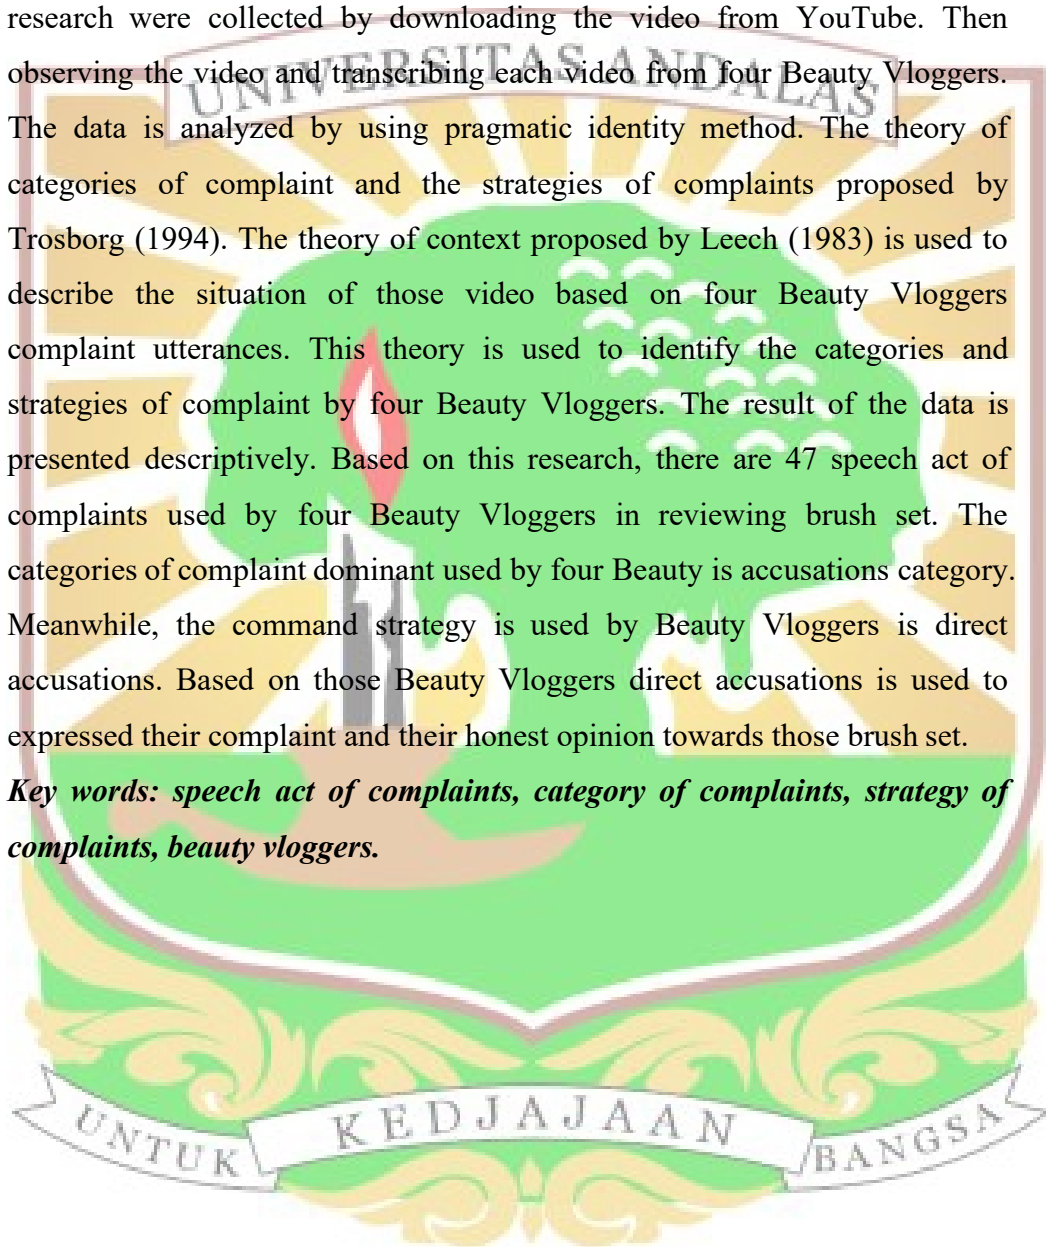 research were collected by downloading the video from YouTube. Then
UNIVERSITAS ANDALAS
observing the video and transcribing each video from four Beauty Vloggers.
The data is analyzed by using pragmatic identity method. The theory of
categories of complaint and the strategies of complaints proposed by
Trosborg (1994). The theory of context proposed by Leech (1983) is used to
describe the situation of those video based on four Beauty Vloggers
complaint utterances. This theory is used to identify the categories and
strategies of complaint by four Beauty Vloggers. The result of the data is
presented descriptively. Based on this research, there are 47 speech act of
complaints used by four Beauty Vloggers in reviewing brush set. The
categories of complaint dominant used by four Beauty is accusations category.
Meanwhile, the command strategy is used by Beauty Vloggers is direct
accusations. Based on those Beauty Vloggers direct accusations is used to
expressed their complaint and their honest opinion towards those brush set.
Key words: speech act of complaints, category of complaints, strategy of
complaints, beauty vloggers.
UNTUK KEDJAJAAN BANGSA